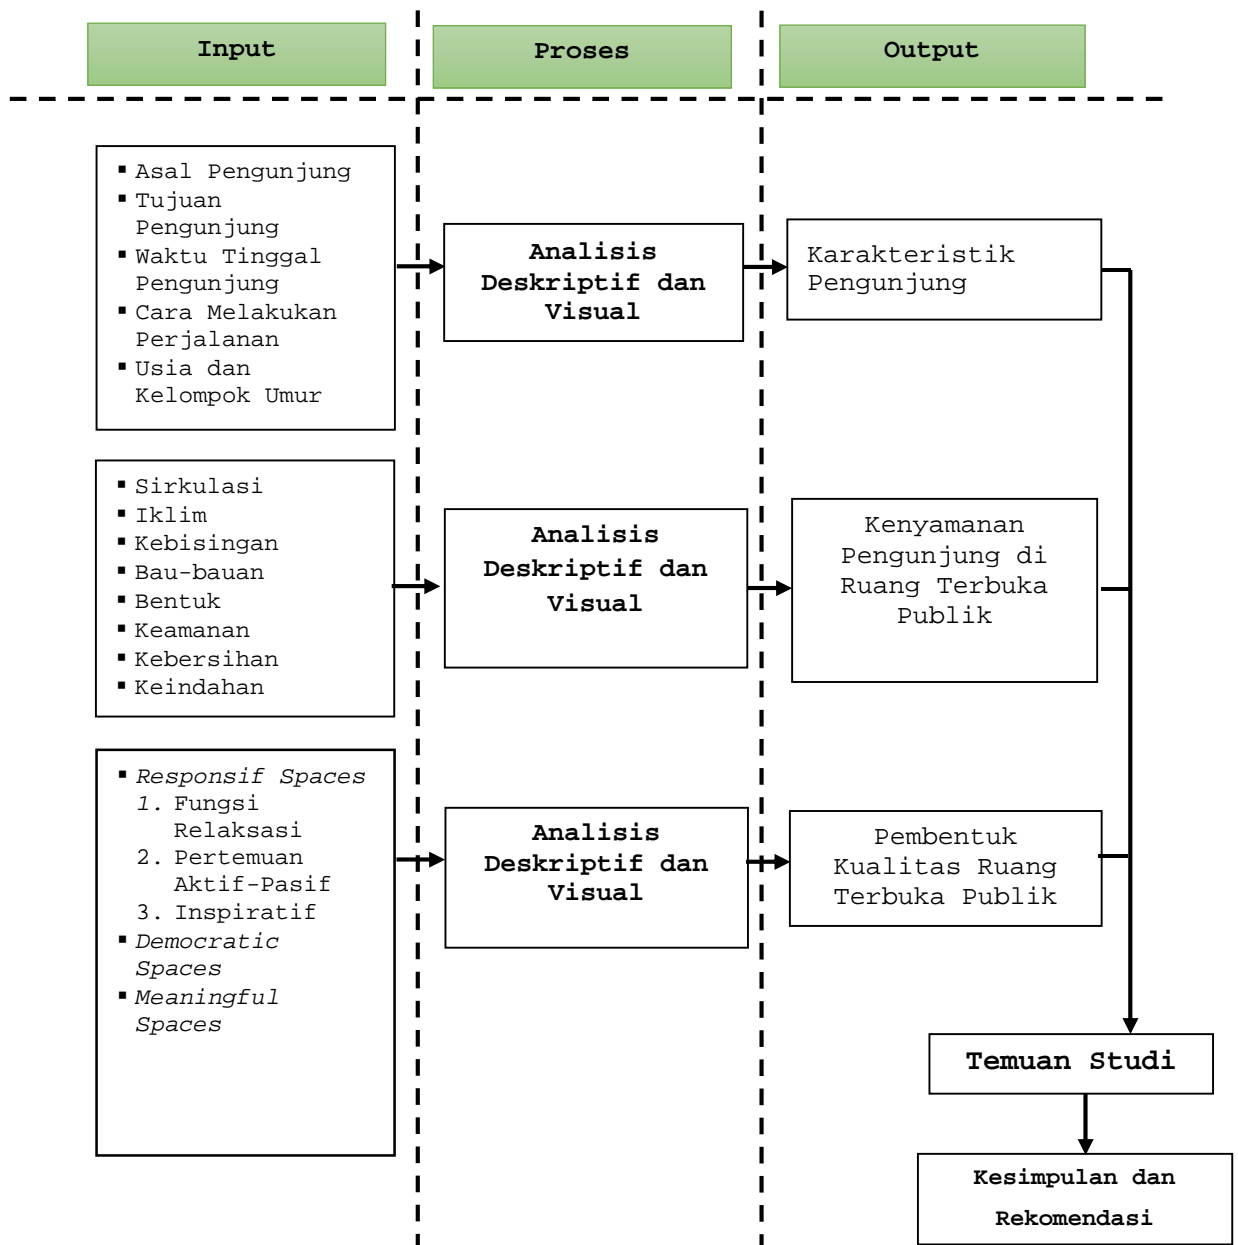 Input
Proses
Output
▪ Asal Pengunjung
▪ Tujuan
Pengunjung
▪ Waktu Tinggal
Pengunjung
▪ Cara Melakukan
Perjalanan
▪ Usia dan
Kelompok Umur
Analisis
Deskriptif dan
Visual
Karakteristik
Pengunjung
▪ Sirkulasi
▪ Iklim
▪ Kebisingan
▪ Bau-bauan
▪ Bentuk
▪ Keamanan
▪ Kebersihan
▪ Keindahan
Analisis
Deskriptif dan
Visual
Kenyamanan
Pengunjung di
Ruang Terbuka
Publik
▪ Responsif Spaces
1. Fungsi
Relaksasi
2. Pertemuan
Aktif-Pasif
3. Inspiratif
▪ Democratic
Spaces
▪ Meaningful
Spaces
Analisis
Deskriptif dan
Visual
Pembentuk
Kualitas Ruang
Terbuka Publik
Temuan Studi
Kesimpulan dan
Rekomendasi